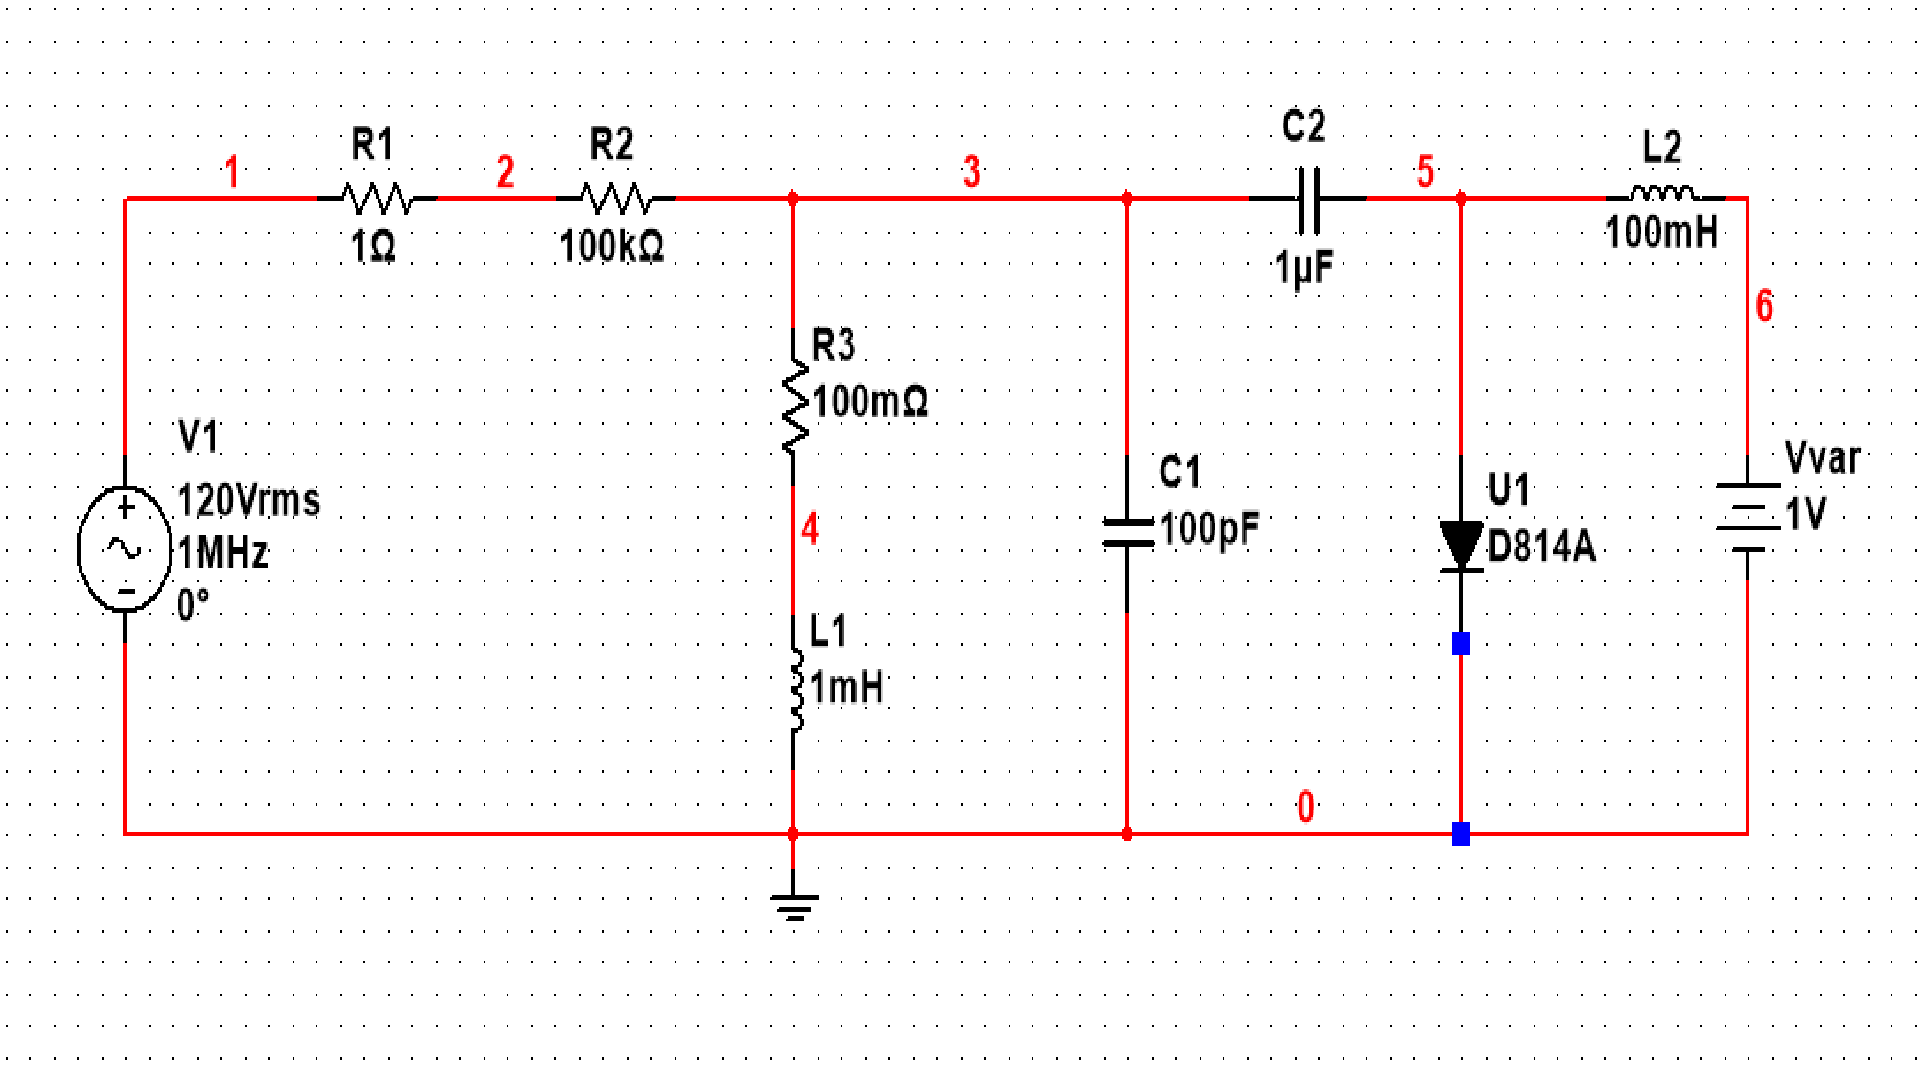 C2
R1
R2
L2
1
2
3
5
1Ω
100kΩ
100mH
1µF
6
R3
100mΩ
V1
120Vrms
1MHz
0°
4
C1
100pF
U1
D814A
Vvar
1V
L1
1mH
0